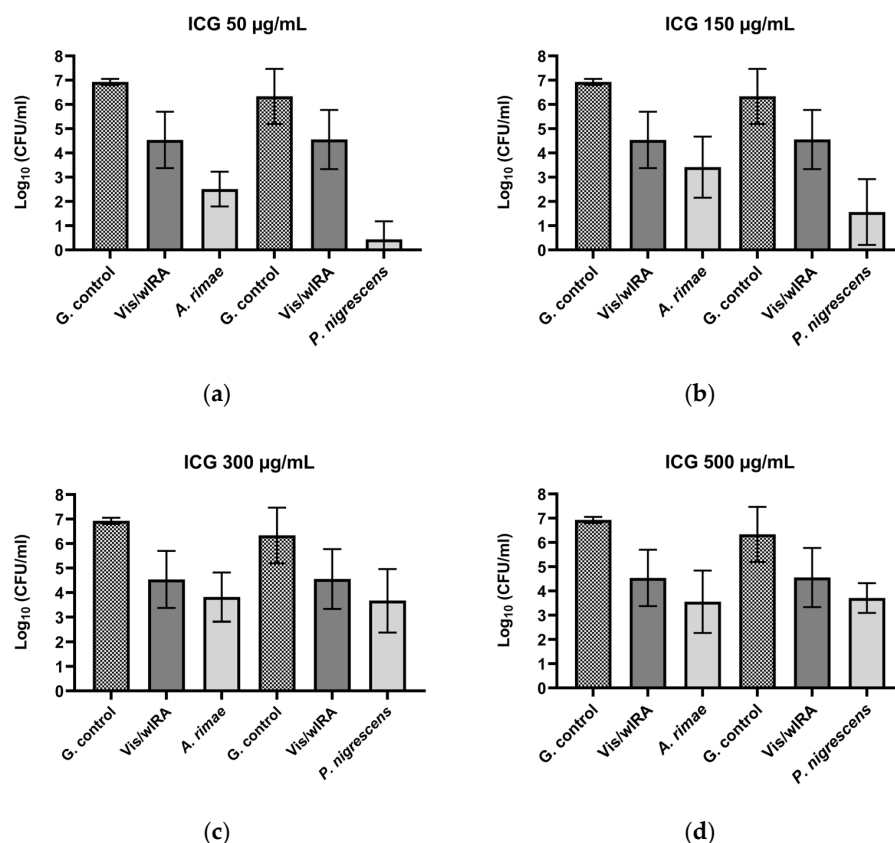 ICG 50 µg/mL
8
7
6
5
4
3
2
1
0
Log₁₀ (CFU/ml)
G. control
Vis/wIRA
A. rimae
G. control
Vis/wIRA
P. nigrescens
(a)
ICG 150 µg/mL
8
7
6
5
4
3
2
1
0
Log₁₀ (CFU/ml)
G. control
Vis/wIRA
A. rimae
G. control
Vis/wIRA
P. nigrescens
(b)
ICG 300 µg/mL
8
7
6
5
4
3
2
1
0
Log₁₀ (CFU/ml)
G. control
Vis/wIRA
A. rimae
G. control
Vis/wIRA
P. nigrescens
(c)
ICG 500 µg/mL
8
7
6
5
4
3
2
1
0
Log₁₀ (CFU/ml)
G. control
Vis/wIRA
A. rimae
G. control
Vis/wIRA
P. nigrescens
(d)